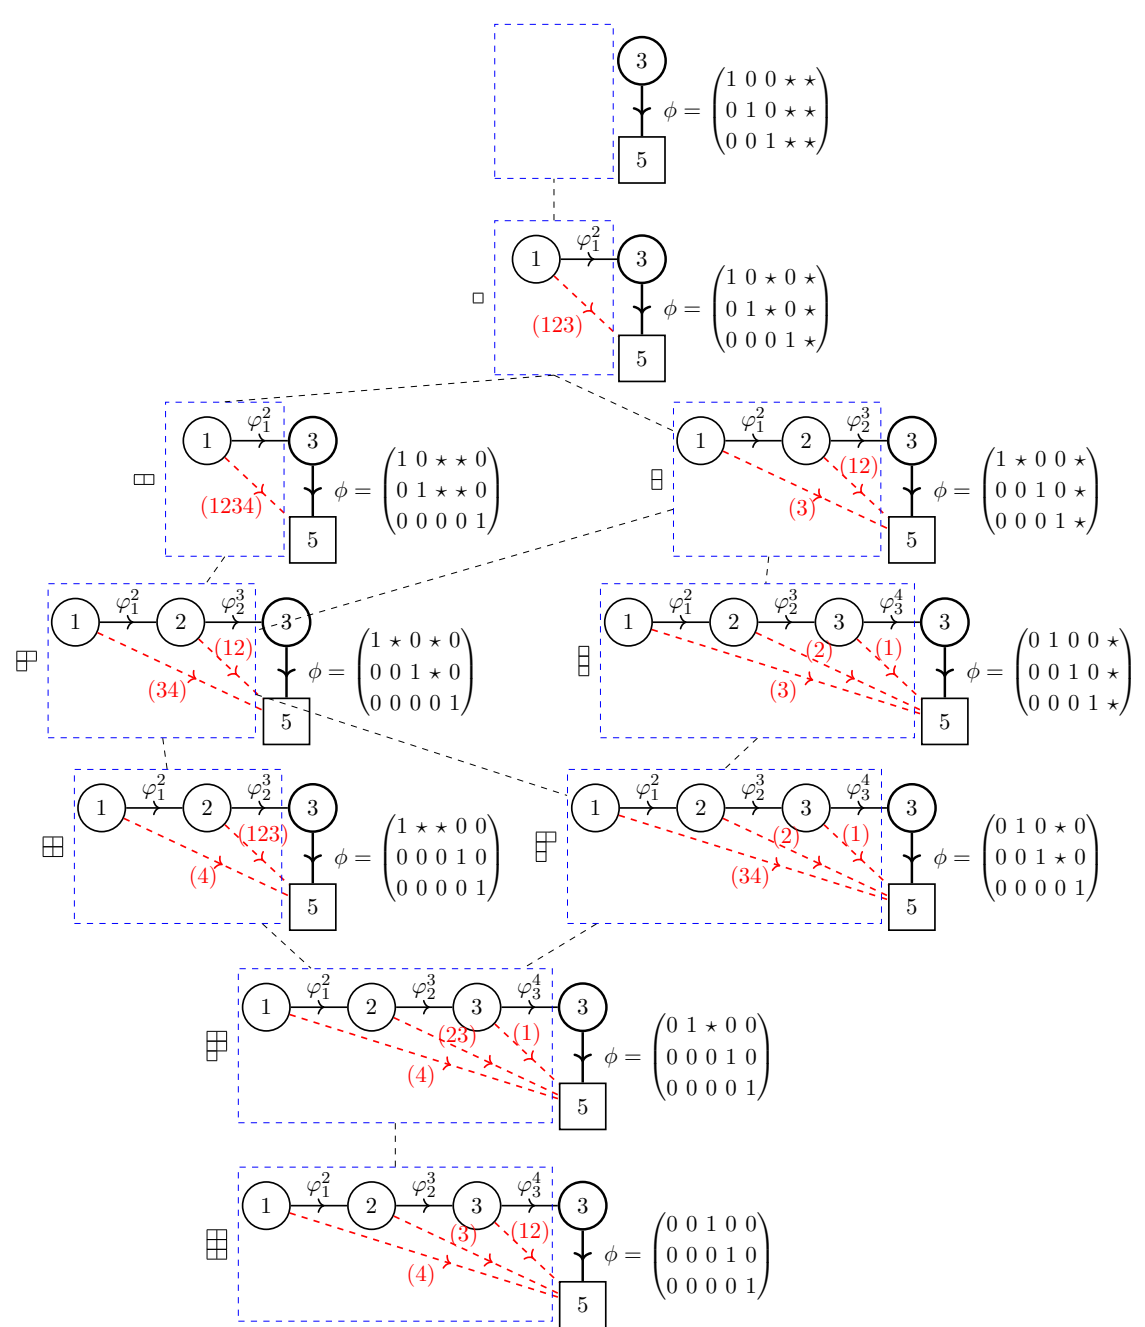 3
ϕ = (1 0 0 ⋆ ⋆
0 1 0 ⋆ ⋆
0 0 1 ⋆ ⋆)
5
1 φ₁² 3
(123)
ϕ = (1 0 ⋆ 0 ⋆
0 1 ⋆ 0 ⋆
0 0 0 1 ⋆)
5
1 φ₁² 3
(1234)
ϕ = (1 0 ⋆ ⋆ 0
0 1 ⋆ ⋆ 0
0 0 0 0 1)
5
1 φ₁² 2 φ₂³ 3
(12)
(3)
ϕ = (1 ⋆ 0 0 ⋆
0 0 1 0 ⋆
0 0 0 1 ⋆)
5
1 φ₁² 2 φ₂³ 3
(12)
(34)
ϕ = (1 ⋆ 0 ⋆ 0
0 0 1 ⋆ 0
0 0 0 0 1)
5
1 φ₁² 2 φ₂³ 3 φ₃⁴ 3
(2) (1)
(3)
ϕ = (0 1 0 0 ⋆
0 0 1 0 ⋆
0 0 0 1 ⋆)
5
1 φ₁² 2 φ₂³ 3
(123)
(4)
ϕ = (1 ⋆ ⋆ 0 0
0 0 0 1 0
0 0 0 0 1)
5
1 φ₁² 2 φ₂³ 3 φ₃⁴ 3
(2) (1)
(34)
ϕ = (0 1 0 ⋆ 0
0 0 1 ⋆ 0
0 0 0 0 1)
5
1 φ₁² 2 φ₂³ 3 φ₃⁴ 3
(23) (1)
(4)
ϕ = (0 1 ⋆ 0 0
0 0 0 1 0
0 0 0 0 1)
5
1 φ₁² 2 φ₂³ 3 φ₃⁴ 3
(3) (12)
(4)
ϕ = (0 0 1 0 0
0 0 0 1 0
0 0 0 0 1)
5